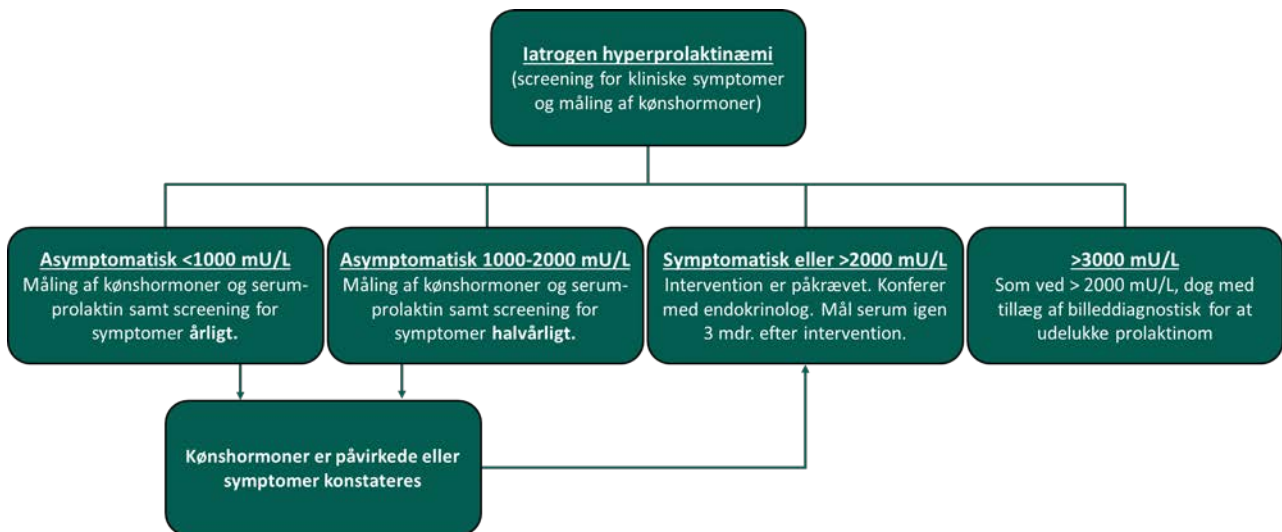 Iatrogen hyperprolaktinæmi
(screening for kliniske symptomer
og måling af kønshormoner)
Asymptomatisk <1000 mU/L
Måling af kønshormoner og serum-
prolaktin samt screening for
symptomer årligt.
Asymptomatisk 1000-2000 mU/L
Måling af kønshormoner og serum-
prolaktin samt screening for
symptomer halvårligt.
Symptomatisk eller >2000 mU/L
Intervention er påkrævet. Konferer
med endokrinolog. Mål serum igen
3 mdr. efter intervention.
>3000 mU/L
Som ved > 2000 mU/L, dog med
tillæg af billeddiagnostisk for at
udelukke prolaktinom
Kønshormoner er påvirkede eller
symptomer konstateres